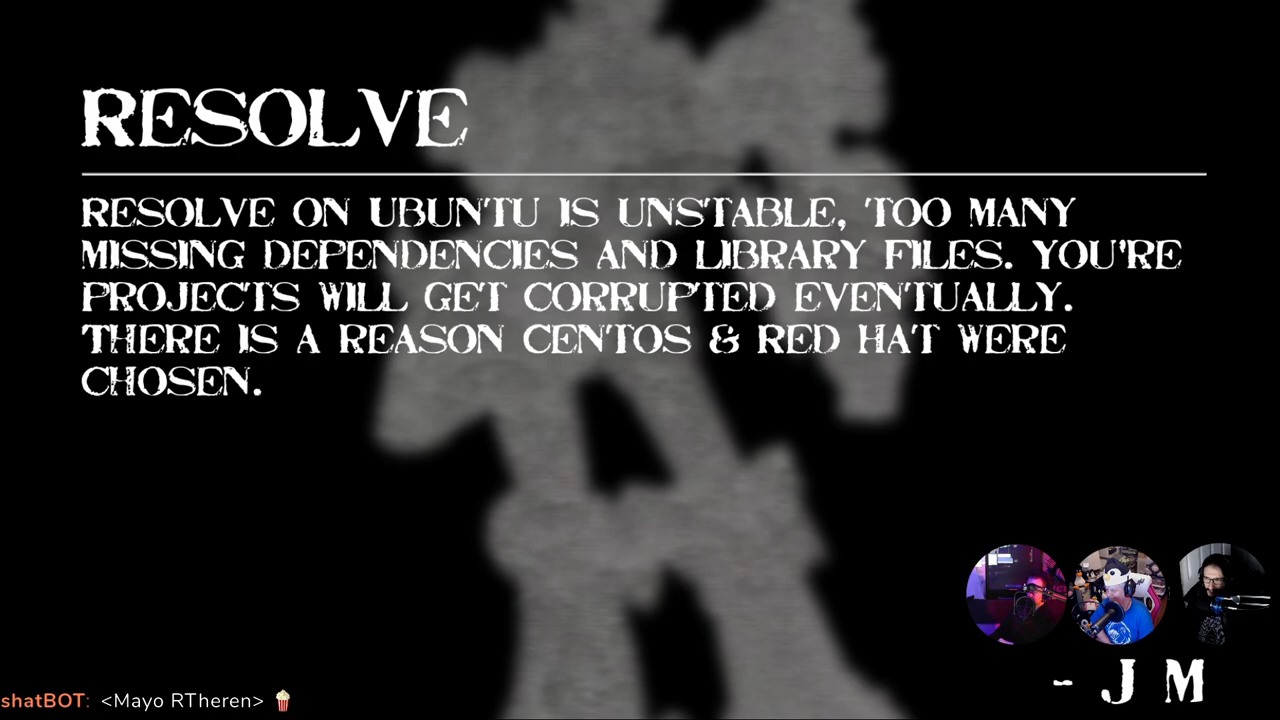 RESOLVE
RESOLVE ON UBUNTU IS UNSTABLE, TOO MANY
MISSING DEPENDENCIES AND LIBRARY FILES. YOU'RE
PROJECTS WILL GET CORRUPTED EVENTUALLY.
THERE IS A REASON CENTOS & RED HAT WERE
CHOSEN.
- J M
shatBOT: <Mayo RTheren> 🍿